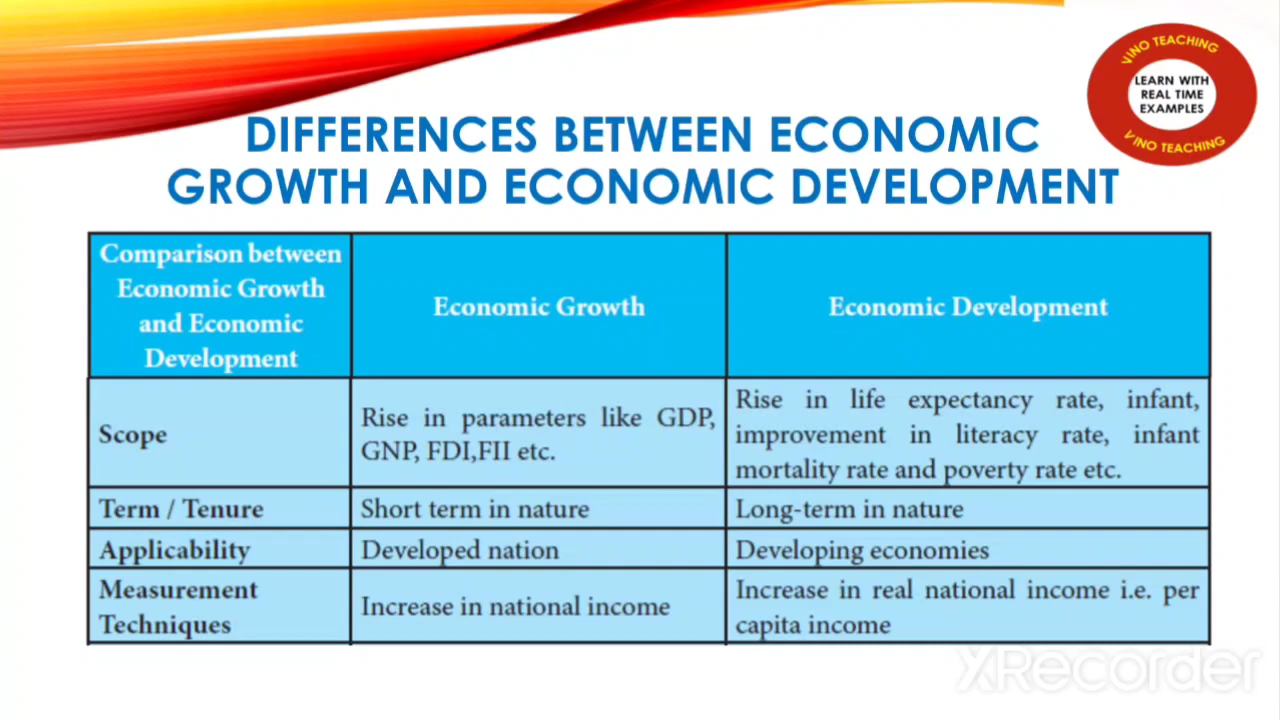 VINO TEACHING
LEARN WITH
REAL TIME
EXAMPLES
VINO TEACHING
DIFFERENCES BETWEEN ECONOMIC
GROWTH AND ECONOMIC DEVELOPMENT
Comparison between
Economic Growth
and Economic
Development
Economic Growth
Economic Development
Scope
Rise in parameters like GDP,
GNP, FDI,FII etc.
Rise in life expectancy rate, infant,
improvement in literacy rate, infant
mortality rate and poverty rate etc.
Term / Tenure
Short term in nature
Long-term in nature
Applicability
Developed nation
Developing economies
Measurement
Techniques
Increase in national income
Increase in real national income i.e. per
capita income
XRecorder